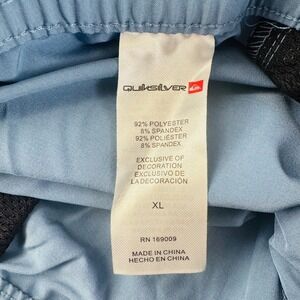 QUIKSILVER
92% POLYESTER
8% SPANDEX
92% POLIÉSTER
8% SPANDEX
EXCLUSIVE OF
DECORATION
EXCLUSIVO DE
LA DECORACIÓN
XL
RN 169009
MADE IN CHINA
HECHO EN CHINA